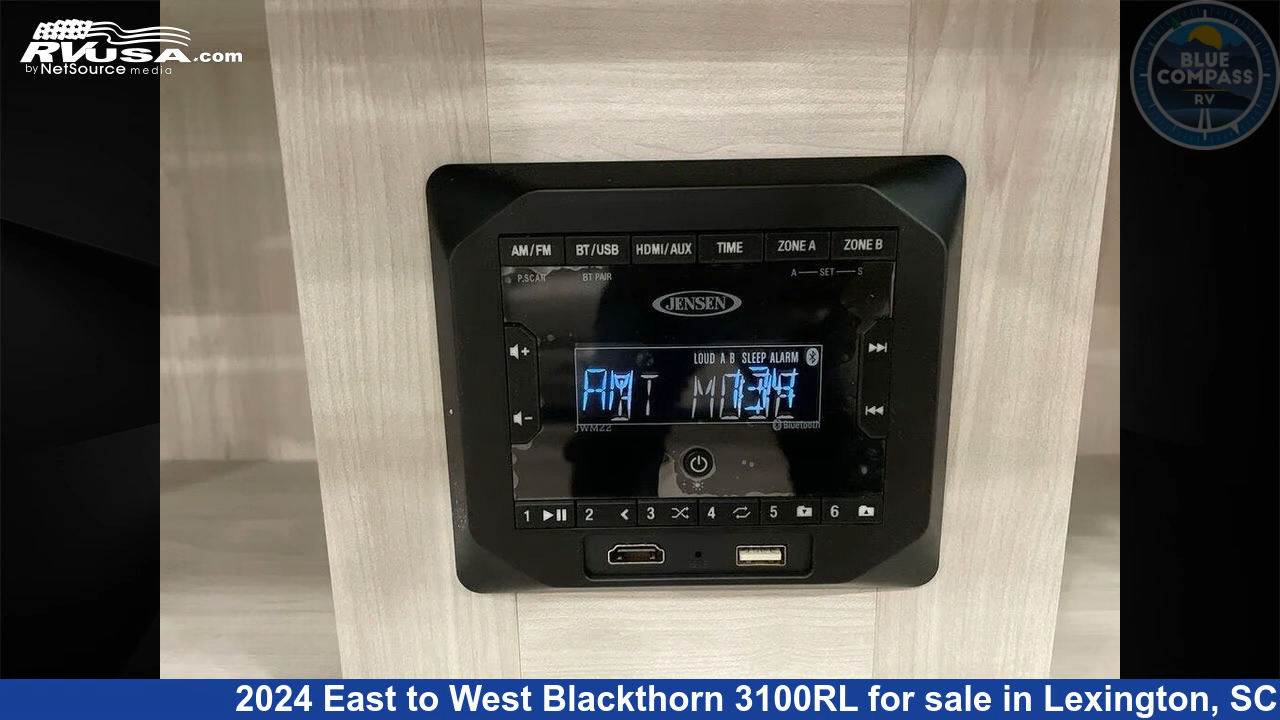 RVUSA.com
by NetSource media
BLUE
COMPASS
RV
AM/FM BT/USB HDMI/AUX TIME ZONE A ZONE B
P.SCAN BT PAIR A SET S
JENSEN
LOUD A B SLEEP ALARM
JWM22 Bluetooth
1 2 3 4 5 6
2024 East to West Blackthorn 3100RL for sale in Lexington, SC